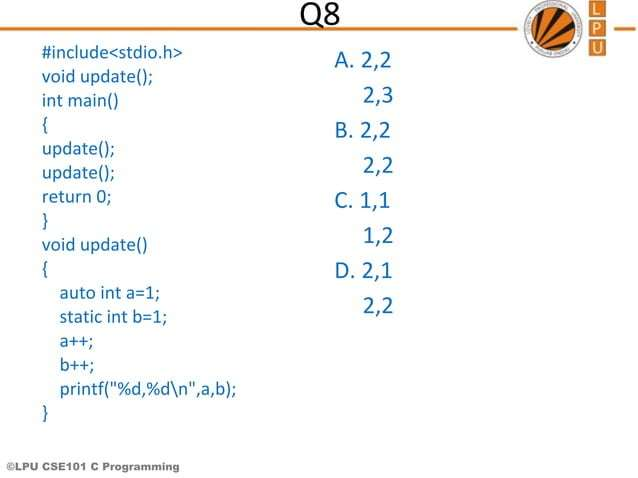 Q8
L
P
U
#include<stdio.h>
void update();
int main()
{
update();
update();
return 0;
}
void update()
{
auto int a=1;
static int b=1;
a++;
b++;
printf("%d,%d\n",a,b);
}
A. 2,2
2,3
B. 2,2
2,2
C. 1,1
1,2
D. 2,1
2,2
©LPU CSE101 C Programming